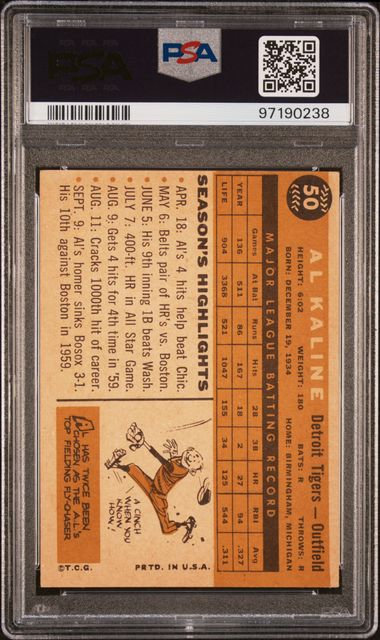 PSA
PSA
97190238
50
AL KALINE Detroit Tigers — Outfield
HEIGHT: 6:02 WEIGHT: 180 BATS: R THROWS: R
BORN: DECEMBER 19, 1934 HOME: BIRMINGHAM, MICHIGAN
MAJOR LEAGUE BATTING RECORD
Games At Bat Runs Hits 2B 3B HR RBI Avg
YEAR 136 511 86 167 18 2 27 94 .327
LIFE 904 3368 521 1047 155 34 125 544 .311
SEASON'S HIGHLIGHTS
• APR. 18: Al's 4 hits help beat Chic.
• MAY 6: Belts pair of HR's vs. Boston.
• JUNE 5: His 9th inning 1B beats Wash.
• JULY 7: 400-ft. HR in All Star Game.
• AUG. 9: Gets 4 hits for 4th time in '59.
• AUG. 11: Cracks 1000th hit of career.
• SEPT. 9: Al's homer sinks Bosox 3-1.
His 10th against Boston in 1959.
A CINCH
WHEN YOU
KNOW
HOW!
AL HAS TWICE BEEN
CHOSEN AS THE A.L.'s
TOP FIELDING FLY-CHASER
©T.C.G. PRTD. IN U.S.A.
PSA